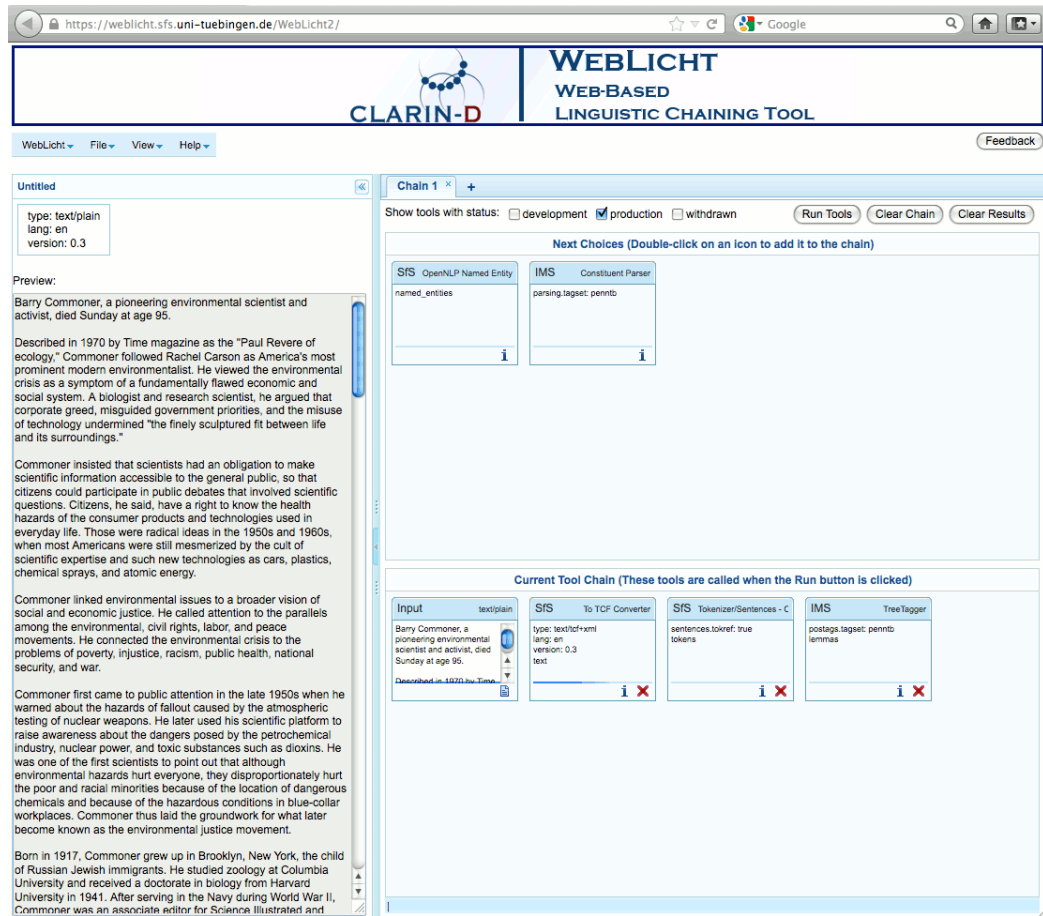 https://weblicht.sfs.uni-tuebingen.de/WebLicht2/
Google
CLARIN-D
WEBLICHT
WEB-BASED
LINGUISTIC CHAINING TOOL
WebLicht File View Help
Feedback
Untitled
type: text/plain
lang: en
version: 0.3
Preview:
Barry Commoner, a pioneering environmental scientist and
activist, died Sunday at age 95.
Described in 1970 by Time magazine as the "Paul Revere of
ecology," Commoner followed Rachel Carson as America's most
prominent modern environmentalist. He viewed the environmental
crisis as a symptom of a fundamentally flawed economic and
social system. A biologist and research scientist, he argued that
corporate greed, misguided government priorities, and the misuse
of technology undermined "the finely sculptured fit between life
and its surroundings."
Commoner insisted that scientists had an obligation to make
scientific information accessible to the general public, so that
citizens could participate in public debates that involved scientific
questions. Citizens, he said, have a right to know the health
hazards of the consumer products and technologies used in
everyday life. Those were radical ideas in the 1950s and 1960s,
when most Americans were still mesmerized by the cult of
scientific expertise and such new technologies as cars, plastics,
chemical sprays, and atomic energy.
Commoner linked environmental issues to a broader vision of
social and economic justice. He called attention to the parallels
among the environmental, civil rights, labor, and peace
movements. He connected the environmental crisis to the
problems of poverty, injustice, racism, public health, national
security, and war.
Commoner first came to public attention in the late 1950s when he
warned about the hazards of fallout caused by the atmospheric
testing of nuclear weapons. He later used his scientific platform to
raise awareness about the dangers posed by the petrochemical
industry, nuclear power, and toxic substances such as dioxins. He
was one of the first scientists to point out that although
environmental hazards hurt everyone, they disproportionately hurt
the poor and racial minorities because of the location of dangerous
chemicals and because of the hazardous conditions in blue-collar
workplaces. Commoner thus laid the groundwork for what later
become known as the environmental justice movement.
Born in 1917, Commoner grew up in Brooklyn, New York, the child
of Russian Jewish immigrants. He studied zoology at Columbia
University and received a doctorate in biology from Harvard
University in 1941. After serving in the Navy during World War II,
Commoner was an associate editor for Science Illustrated and
Chain 1 × +
Show tools with status: development production withdrawn Run Tools Clear Chain Clear Results
Next Choices (Double-click on an icon to add it to the chain)
SfS OpenNLP Named Entity
named_entities
i
IMS Constituent Parser
parsing.tagset: penntb
i
Current Tool Chain (These tools are called when the Run button is clicked)
Input text/plain
Barry Commoner, a
pioneering environmental
scientist and activist, died
Sunday at age 95.
Described in 1970 by Time
SfS To TCF Converter
type: text/tcf+xml
lang: en
version: 0.3
text
i
SfS Tokenizer/Sentences - C
sentences.tokref: true
tokens
i
IMS TreeTagger
postags.tagset: penntb
lemmas
i